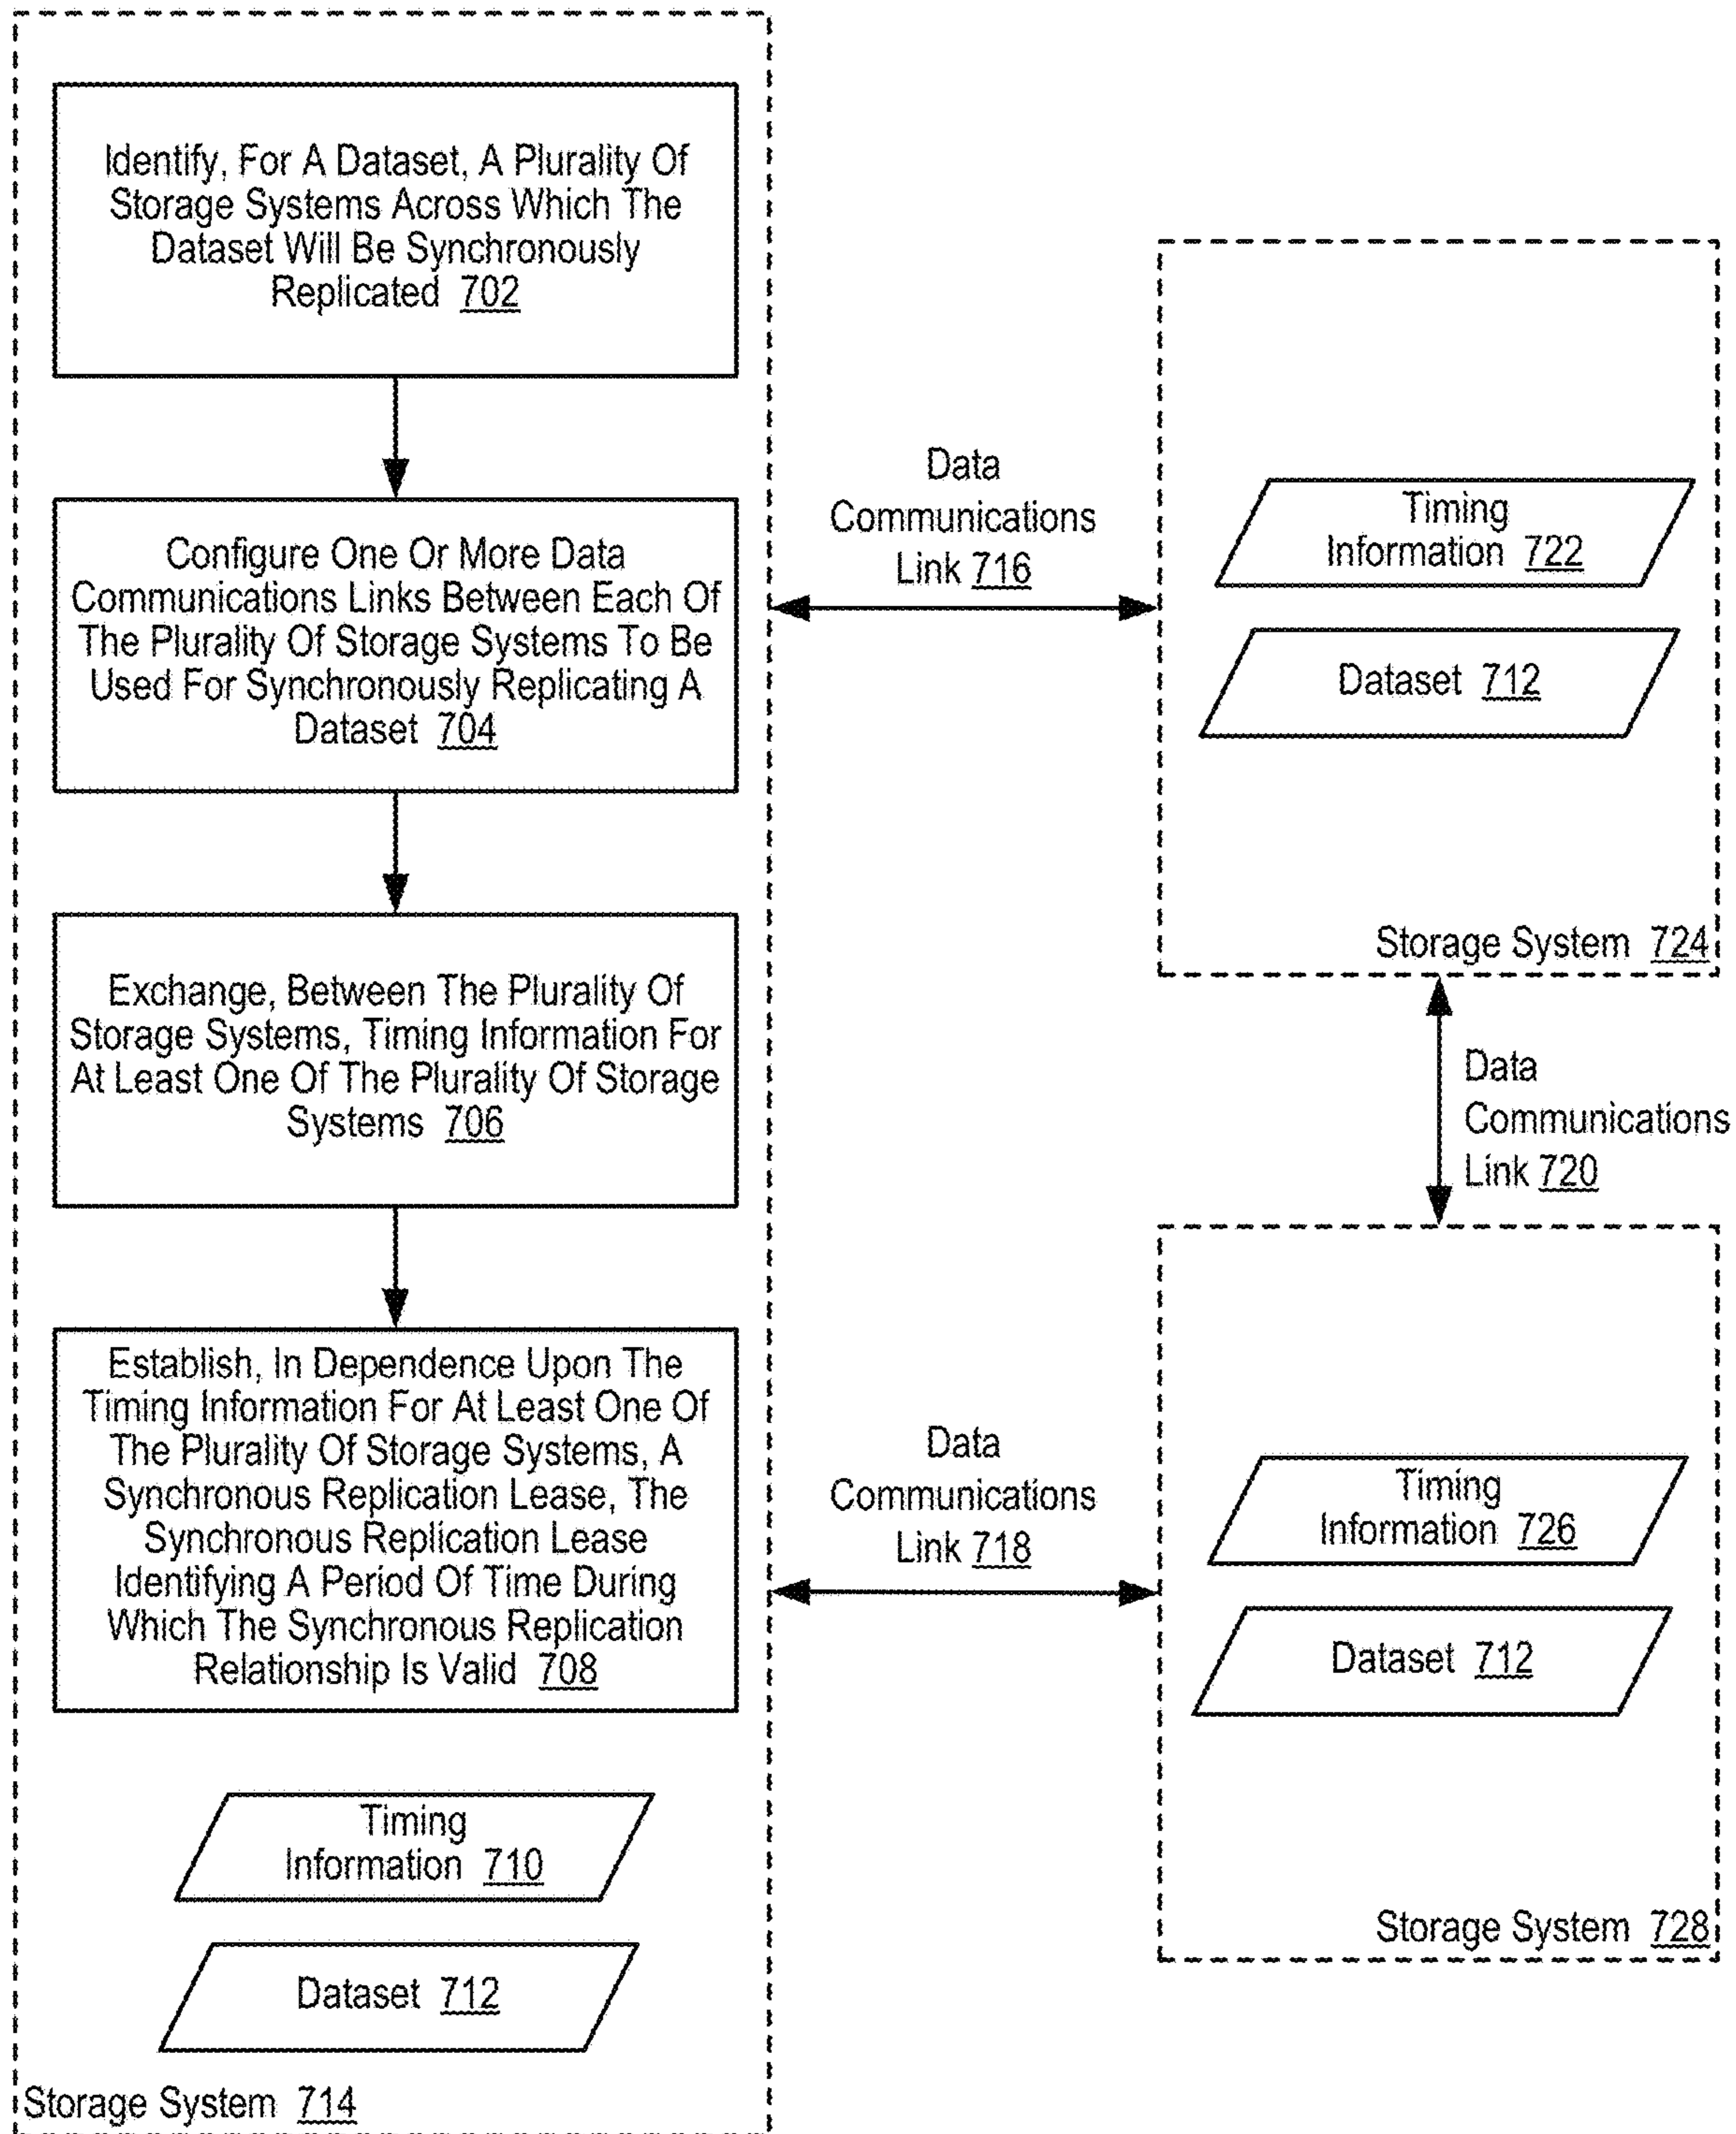 Identify, For A Dataset, A Plurality Of
Storage Systems Across Which The
Dataset Will Be Synchronously
Replicated 702
Configure One Or More Data
Communications Links Between Each Of
The Plurality Of Storage Systems To Be
Used For Synchronously Replicating A
Dataset 704
Exchange, Between The Plurality Of
Storage Systems, Timing Information For
At Least One Of The Plurality Of Storage
Systems 706
Establish, In Dependence Upon The
Timing Information For At Least One Of
The Plurality Of Storage Systems, A
Synchronous Replication Lease, The
Synchronous Replication Lease
Identifying A Period Of Time During
Which The Synchronous Replication
Relationship Is Valid 708
Timing
Information 710
Dataset 712
Storage System 714
Data
Communications
Link 716
Data
Communications
Link 718
Timing
Information 722
Dataset 712
Storage System 724
Data
Communications
Link 720
Timing
Information 726
Dataset 712
Storage System 728